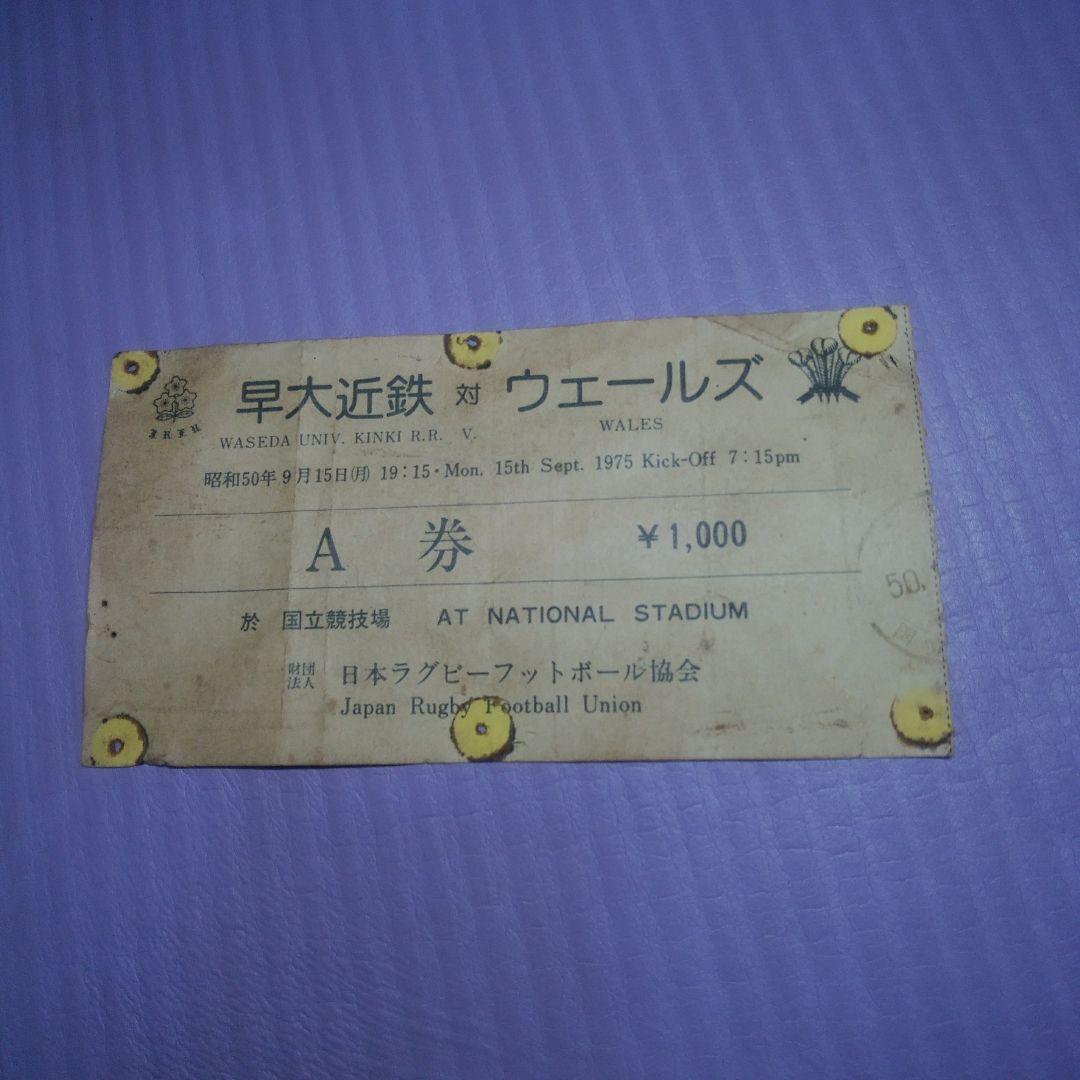 早大近鉄 対 ウェールズ
WASEDA UNIV. KINKI R.R. V. WALES
昭和50年9月15日(月) 19:15・Mon. 15th Sept. 1975 Kick-Off 7:15pm
A 券 ¥1,000
於 国立競技場 AT NATIONAL STADIUM
財団法人 日本ラグビーフットボール協会
Japan Rugby Football Union
J.R.F.U.
50.